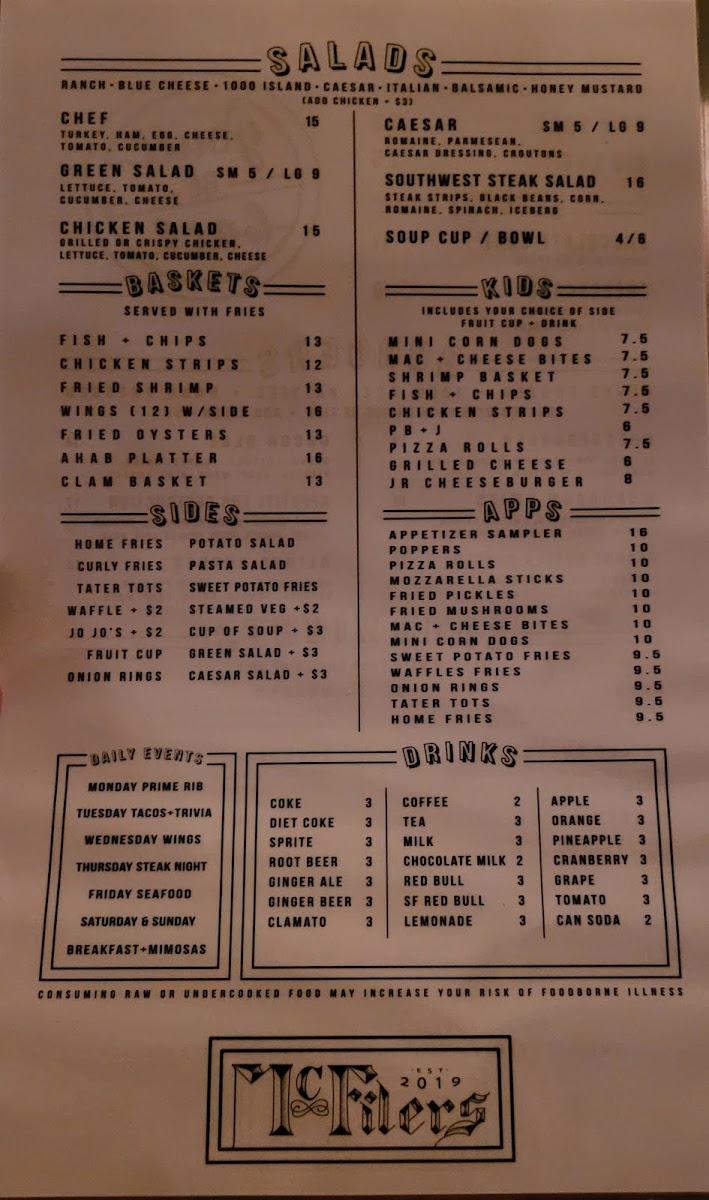 SALADS
RANCH • BLUE CHEESE • 1000 ISLAND • CAESAR • ITALIAN • BALSAMIC • HONEY MUSTARD
(ADD CHICKEN + $3)
CHEF 15
TURKEY, HAM, EGG, CHEESE,
TOMATO, CUCUMBER
GREEN SALAD SM 5 / LG 9
LETTUCE, TOMATO,
CUCUMBER, CHEESE
CHICKEN SALAD 15
GRILLED OR CRISPY CHICKEN,
LETTUCE, TOMATO, CUCUMBER, CHEESE
CAESAR SM 5 / LG 9
ROMAINE, PARMESEAN,
CAESAR DRESSING, CROUTONS
SOUTHWEST STEAK SALAD 16
STEAK STRIPS, BLACK BEANS, CORN,
ROMAINE, SPINACH, ICEBERG
SOUP CUP / BOWL 4/6
BASKETS
SERVED WITH FRIES
FISH + CHIPS 13
CHICKEN STRIPS 12
FRIED SHRIMP 13
WINGS (12) W/SIDE 16
FRIED OYSTERS 13
AHAB PLATTER 16
CLAM BASKET 13
KIDS
INCLUDES YOUR CHOICE OF SIDE
FRUIT CUP + DRINK
MINI CORN DOGS 7.5
MAC + CHEESE BITES 7.5
SHRIMP BASKET 7.5
FISH + CHIPS 7.5
CHICKEN STRIPS 7.5
PB+J 6
PIZZA ROLLS 7.5
GRILLED CHEESE 6
JR CHEESEBURGER 8
SIDES
HOME FRIES POTATO SALAD
CURLY FRIES PASTA SALAD
TATER TOTS SWEET POTATO FRIES
WAFFLE + $2 STEAMED VEG +$2
JO JO'S + $2 CUP OF SOUP + $3
FRUIT CUP GREEN SALAD + $3
ONION RINGS CAESAR SALAD + $3
APPS
APPETIZER SAMPLER 16
POPPERS 10
PIZZA ROLLS 10
MOZZARELLA STICKS 10
FRIED PICKLES 10
FRIED MUSHROOMS 10
MAC + CHEESE BITES 10
MINI CORN DOGS 10
SWEET POTATO FRIES 9.5
WAFFLES FRIES 9.5
ONION RINGS 9.5
TATER TOTS 9.5
HOME FRIES 9.5
DAILY EVENTS
MONDAY PRIME RIB
TUESDAY TACOS+TRIVIA
WEDNESDAY WINGS
THURSDAY STEAK NIGHT
FRIDAY SEAFOOD
SATURDAY & SUNDAY
BREAKFAST+MIMOSAS
DRINKS
COKE 3
DIET COKE 3
SPRITE 3
ROOT BEER 3
GINGER ALE 3
GINGER BEER 3
CLAMATO 3
COFFEE 2
TEA 3
MILK 3
CHOCOLATE MILK 2
RED BULL 3
SF RED BULL 3
LEMONADE 3
APPLE 3
ORANGE 3
PINEAPPLE 3
CRANBERRY 3
GRAPE 3
TOMATO 3
CAN SODA 2
CONSUMING RAW OR UNDERCOOKED FOOD MAY INCREASE YOUR RISK OF FOODBORNE ILLNESS
EST
2019
McFilers